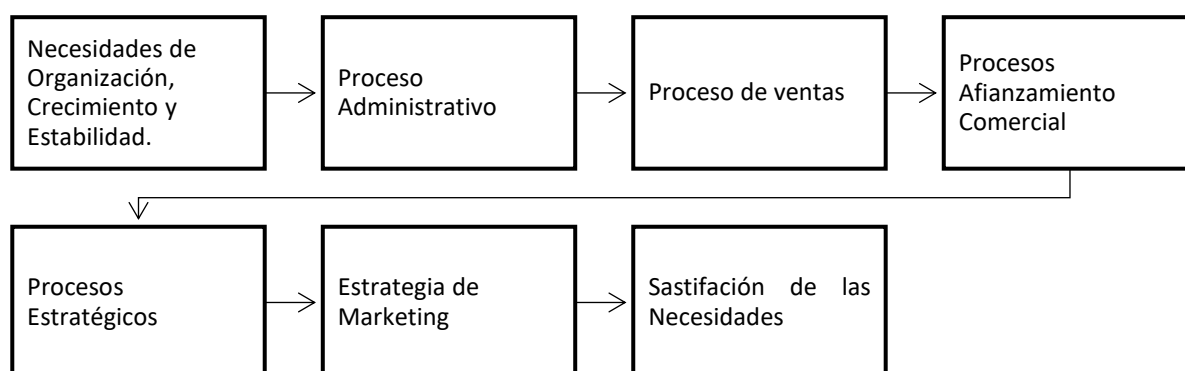 Necesidades de
Organización,
Crecimiento y
Estabilidad.
Proceso
Administrativo
Proceso de ventas
Procesos
Afianzamiento
Comercial
Procesos
Estratégicos
Estrategia de
Marketing
Sastifación de las
Necesidades